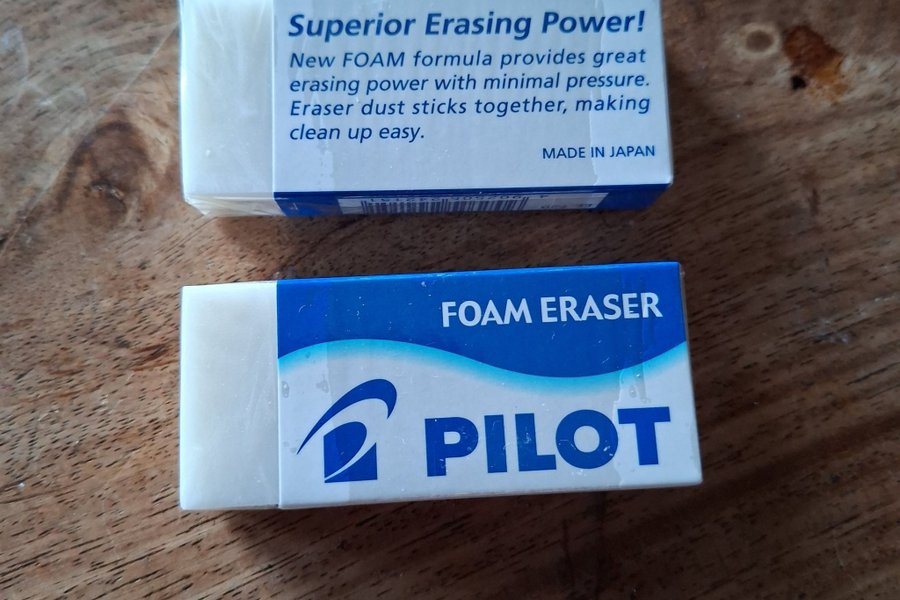 Superior Erasing Power!
New FOAM formula provides great
erasing power with minimal pressure.
Eraser dust sticks together, making
clean up easy.
MADE IN JAPAN
FOAM ERASER
PILOT